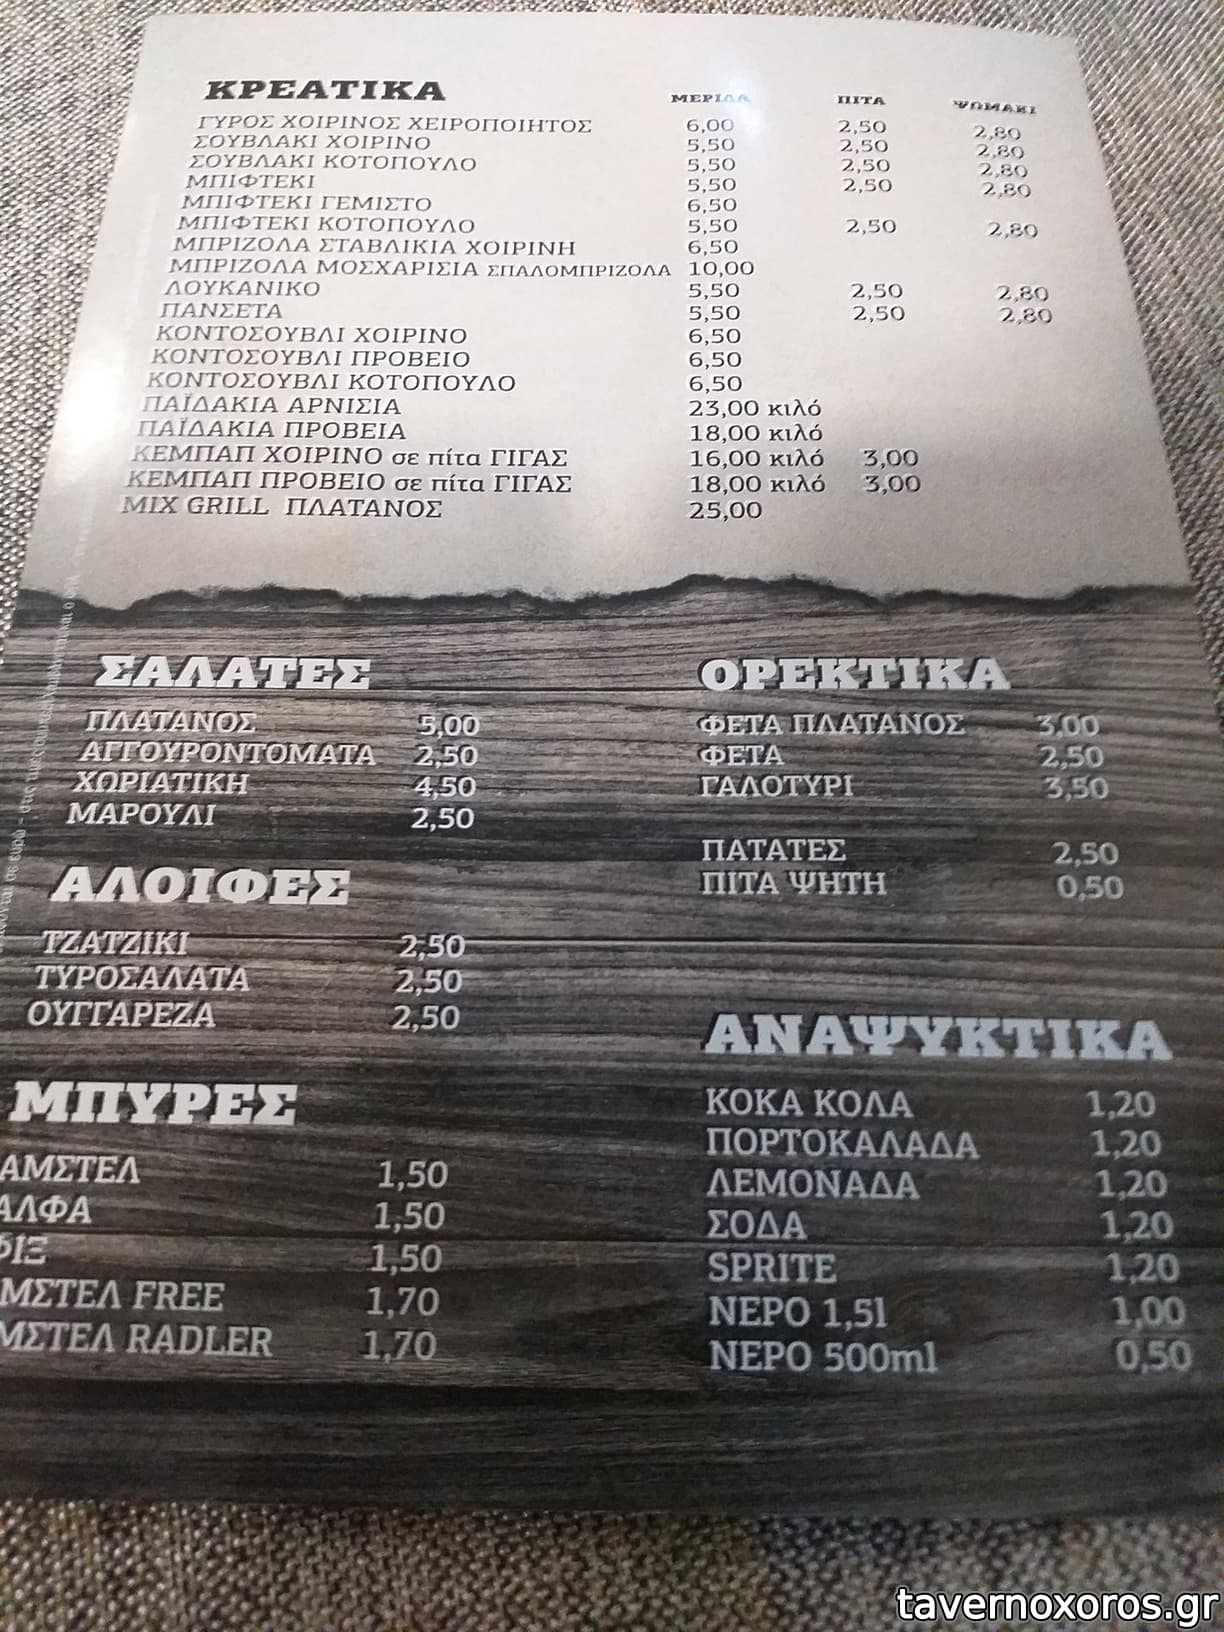 ΚΡΕΑΤΙΚΑ ΜΕΡΙΔΑ ΠΙΤΑ ΨΩΜΑΚΙ
ΓΥΡΟΣ ΧΟΙΡΙΝΟΣ ΧΕΙΡΟΠΟΙΗΤΟΣ 6,00 2,50 2,80
ΣΟΥΒΛΑΚΙ ΧΟΙΡΙΝΟ 5,50 2,50 2,80
ΣΟΥΒΛΑΚΙ ΚΟΤΟΠΟΥΛΟ 5,50 2,50 2,80
ΜΠΙΦΤΕΚΙ 5,50 2,50 2,80
ΜΠΙΦΤΕΚΙ ΓΕΜΙΣΤΟ 6,50
ΜΠΙΦΤΕΚΙ ΚΟΤΟΠΟΥΛΟ 5,50 2,50 2,80
ΜΠΡΙΖΟΛΑ ΣΤΑΒΛΙΚΙΑ ΧΟΙΡΙΝΗ 6,50
ΜΠΡΙΖΟΛΑ ΜΟΣΧΑΡΙΣΙΑ ΣΠΑΛΟΜΠΡΙΖΟΛΑ 10,00
ΛΟΥΚΑΝΙΚΟ 5,50 2,50 2,80
ΠΑΝΣΕΤΑ 5,50 2,50 2,80
ΚΟΝΤΟΣΟΥΒΛΙ ΧΟΙΡΙΝΟ 6,50
ΚΟΝΤΟΣΟΥΒΛΙ ΠΡΟΒΕΙΟ 6,50
ΚΟΝΤΟΣΟΥΒΛΙ ΚΟΤΟΠΟΥΛΟ 6,50
ΠΑΪΔΑΚΙΑ ΑΡΝΙΣΙΑ 23,00 κιλό
ΠΑΪΔΑΚΙΑ ΠΡΟΒΕΙΑ 18,00 κιλό
ΚΕΜΠΑΠ ΧΟΙΡΙΝΟ σε πίτα ΓΙΓΑΣ 16,00 κιλό 3,00
ΚΕΜΠΑΠ ΠΡΟΒΕΙΟ σε πίτα ΓΙΓΑΣ 18,00 κιλό 3,00
MIX GRILL ΠΛΑΤΑΝΟΣ 25,00
ΣΑΛΑΤΕΣ
ΠΛΑΤΑΝΟΣ 5,00
ΑΓΓΟΥΡΟΝΤΟΜΑΤΑ 2,50
ΧΩΡΙΑΤΙΚΗ 4,50
ΜΑΡΟΥΛΙ 2,50
ΑΛΟΙΦΕΣ
ΤΖΑΤΖΙΚΙ 2,50
ΤΥΡΟΣΑΛΑΤΑ 2,50
ΟΥΓΓΑΡΕΖΑ 2,50
ΜΠΥΡΕΣ
ΑΜΣΤΕΛ 1,50
ΑΛΦΑ 1,50
ΦΙΞ 1,50
ΜΣΤΕΛ FREE 1,70
ΜΣΤΕΛ RADLER 1,70
ΟΡΕΚΤΙΚΑ
ΦΕΤΑ ΠΛΑΤΑΝΟΣ 3,00
ΦΕΤΑ 2,50
ΓΑΛΟΤΥΡΙ 3,50
ΠΑΤΑΤΕΣ 2,50
ΠΙΤΑ ΨΗΤΗ 0,50
ΑΝΑΨΥΚΤΙΚΑ
ΚΟΚΑ ΚΟΛΑ 1,20
ΠΟΡΤΟΚΑΛΑΔΑ 1,20
ΛΕΜΟΝΑΔΑ 1,20
ΣΟΔΑ 1,20
SPRITE 1,20
ΝΕΡΟ 1,5l 1,00
ΝΕΡΟ 500ml 0,50
tavernoxoros.gr